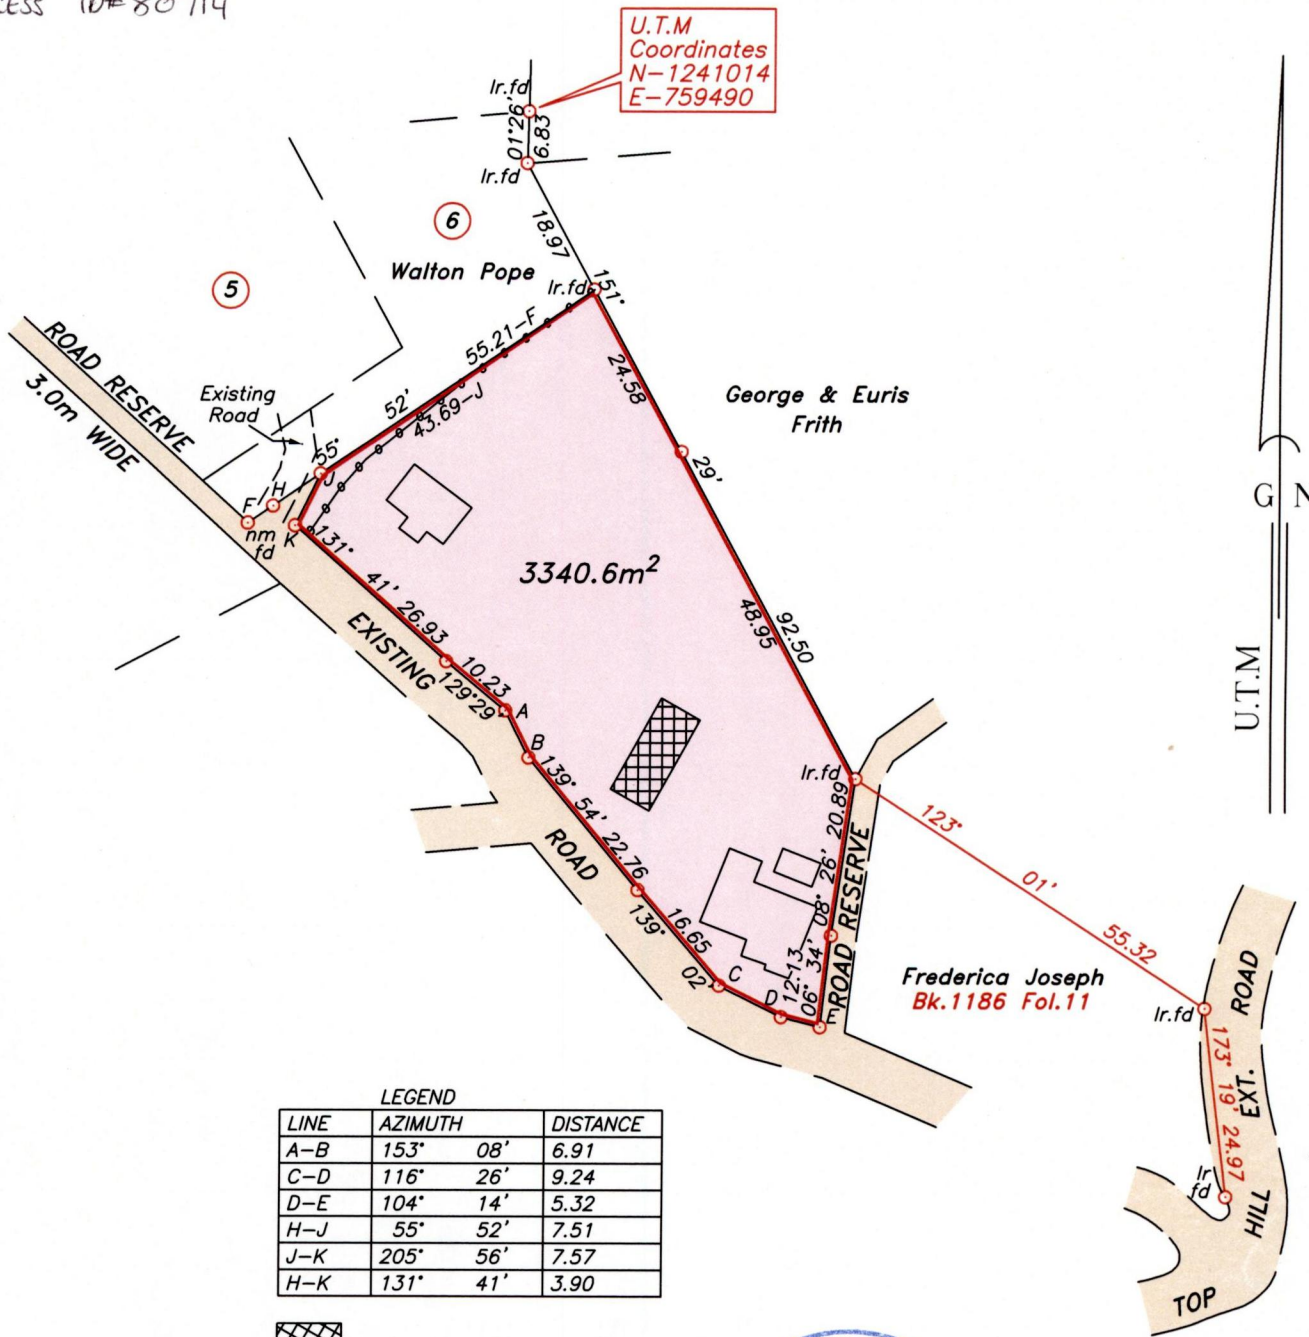 ID# 80714
U.T.M
Coordinates
N-1241014
E-759490
Ir.fd
01°26'
6.83
Ir.fd
18.97
6
Walton Pope
Ir.fd
151°
5
55.21-F
24.58
ROAD RESERVE
3.0m WIDE
Existing
Road
52'
43.69-J
George & Euris
Frith
55°
29'
J
H
F
K
nm
fd
131°
G N
3340.6m²
41'
26.93
48.95
92.50
EXISTING
10.23
129°29'
A
B
U.T.M
139°
54'
22.76
Ir.fd
20.89
26'
08°
ROAD
123°
01'
55.32
16.65
139°
02'
C
D
E
12.13
34'
06°
ROAD RESERVE
Frederica Joseph
Bk.1186 Fol.11
Ir.fd
173° 19' 24.97
Ir
fd
TOP HILL EXT. ROAD
LEGEND
LINE AZIMUTH DISTANCE
A-B 153° 08' 6.91
C-D 116° 26' 9.24
D-E 104° 14' 5.32
H-J 55° 52' 7.51
J-K 205° 56' 7.57
H-K 131° 41' 3.90